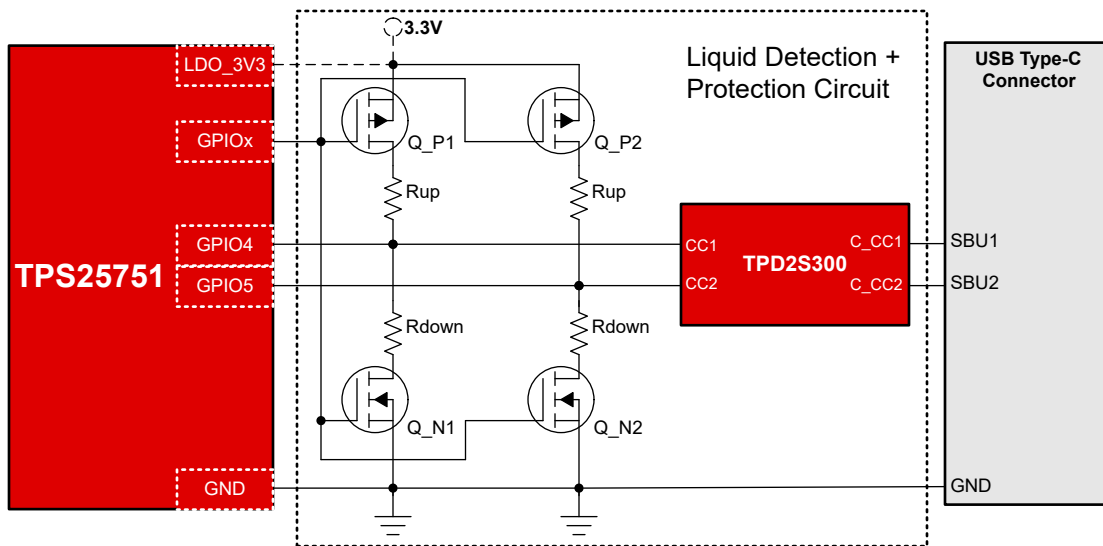 3.3V
LDO_3V3
Liquid Detection +
Protection Circuit
USB Type-C
Connector
GPIOx
Q_P1
Q_P2
Rup
Rup
GPIO4
CC1
C_CC1
SBU1
TPS25751
TPD2S300
GPIO5
CC2
C_CC2
SBU2
Rdown
Rdown
Q_N1
Q_N2
GND
GND